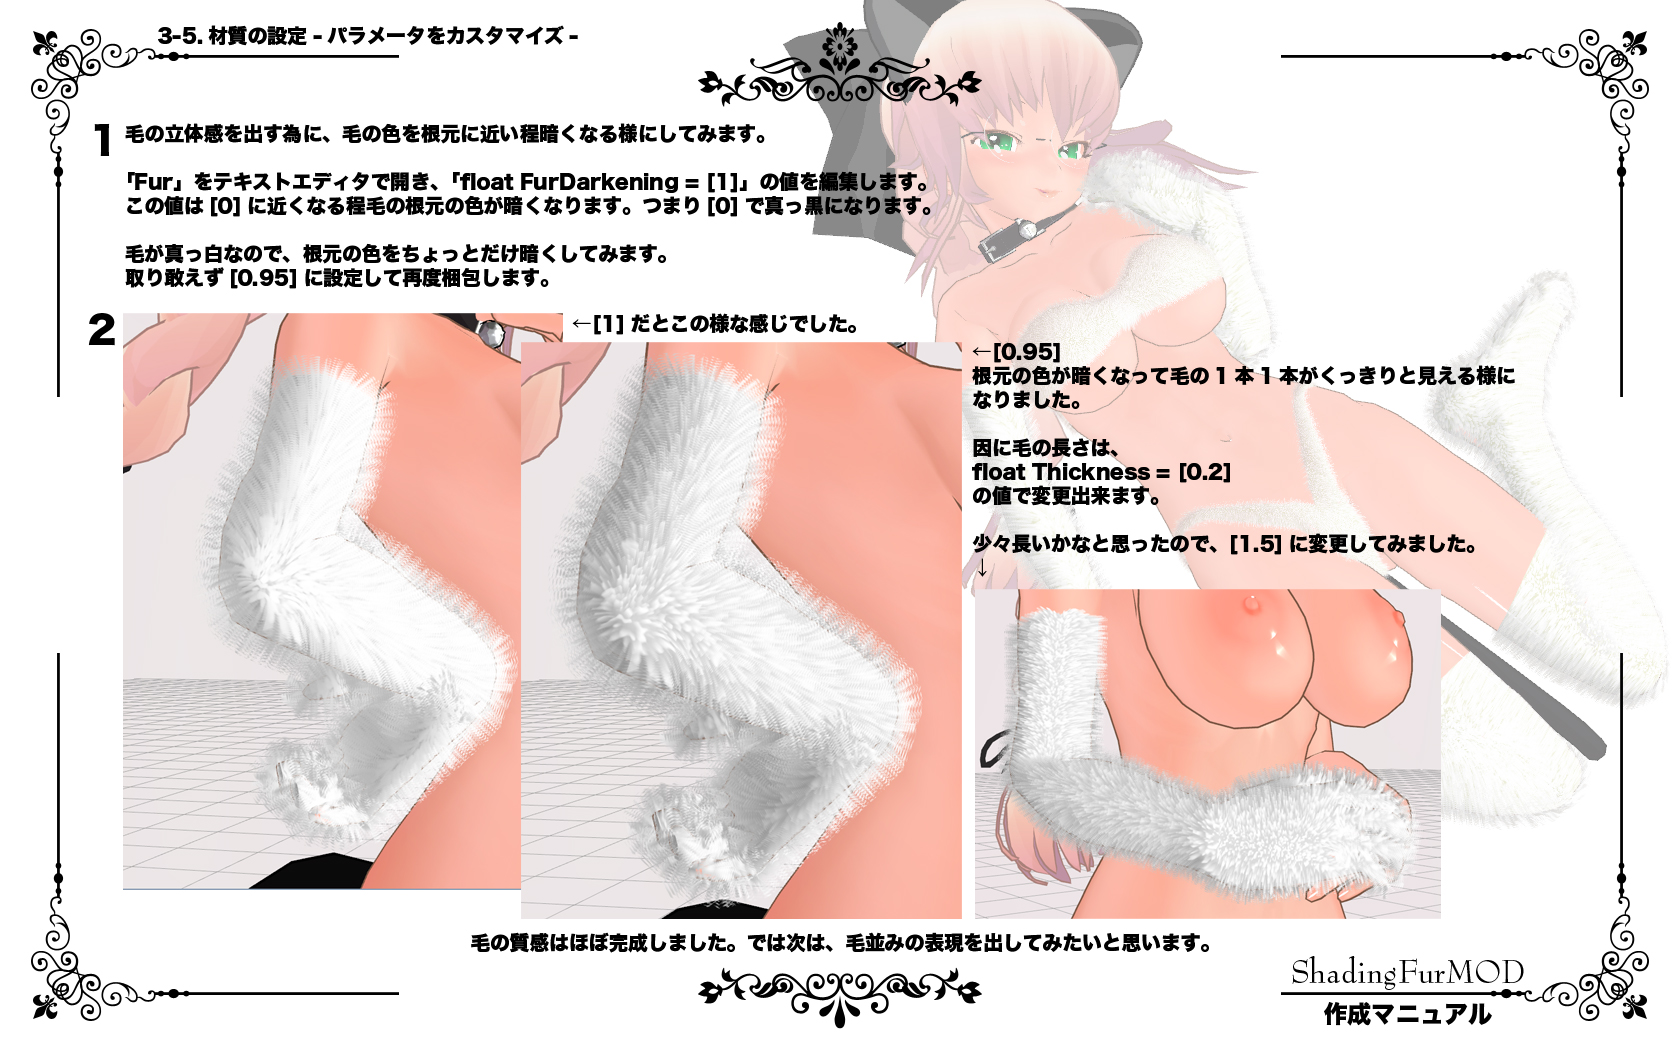 3-5. 材質の設定 - パラメータをカスタマイズ -
1
毛の立体感を出す為に、毛の色を根元に近い程暗くなる様にしてみます。
「Fur」をテキストエディタで開き、「float FurDarkening = [1]」の値を編集します。
この値は [0] に近くなる程毛の根元の色が暗くなります。つまり [0] で真っ黒になります。
毛が真っ白なので、根元の色をちょっとだけ暗くしてみます。
取り敢えず [0.95] に設定して再度梱包します。
2
←[1] だとこの様な感じでした。
←[0.95]
根元の色が暗くなって毛の 1 本 1 本がくっきりと見える様に
なりました。
因に毛の長さは、
float Thickness = [0.2]
の値で変更出来ます。
少々長いかなと思ったので、[1.5] に変更してみました。
↓
毛の質感はほぼ完成しました。では次は、毛並みの表現を出してみたいと思います。
ShadingFurMOD
作成マニュアル